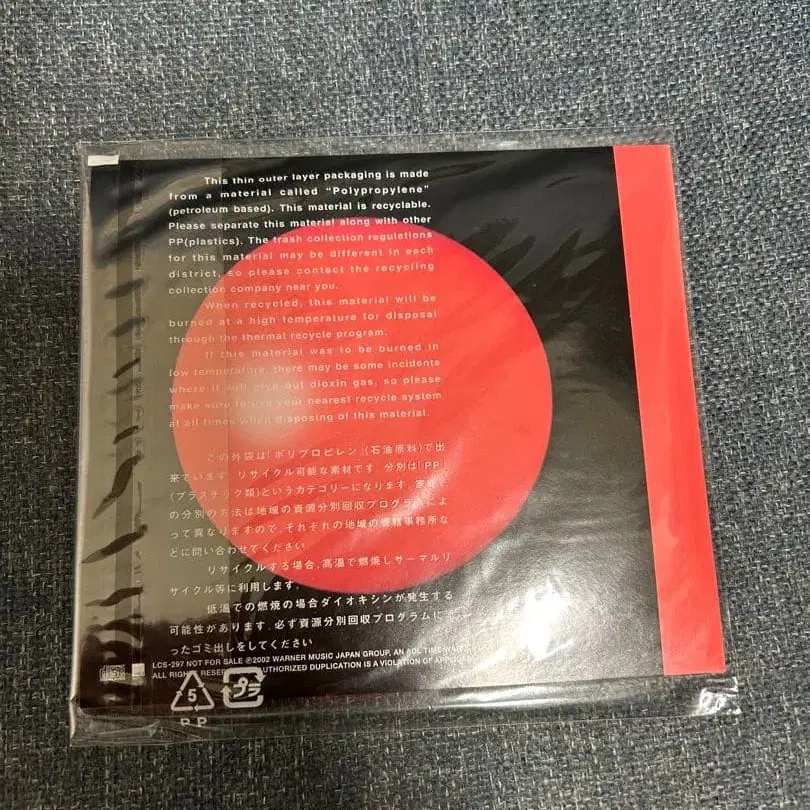 This thin outer layer packaging is made
from a material called "Polypropylene"
(petroleum based). This material is recyclable.
Please separate this material along with other
PP(plastics). The trash collection regulations
for this material may be different in each
district, so please contact the recycling
collection company near you.
When recycled, this material will be
burned at a high temperature for disposal
through the thermal recycle program.
If this material was to be burned in
low temperature, there may be some incidents
where it will give out dioxin gas, so please
make sure to use your nearest recycle system
at all times when disposing of this material.
この外袋は「ポリプロピレン」(石油原料)で出
来ています。リサイクル可能な素材です。分別は「PP」
(プラスチック類)というカテゴリーになります。家庭で
の分別の方法は地域の資源分別回収プログラムによ
って異なりますので、それぞれの地域の事務所な
どに問い合わせてください
リサイクルする場合、高温で燃焼しサーマルリ
サイクル等に利用します。
低温での燃焼の場合ダイオキシンが発生する
可能性があります。必ず資源分別回収プログラムに
ったゴミ出しをしてください
LCS-297 NOT FOR SALE ℗2002 WARNER MUSIC JAPAN GROUP, AN AOL TIME
ALL RIGHTS AUTHORIZED DUPLICATION IS A VIOLATION OF
5
プラ
PP